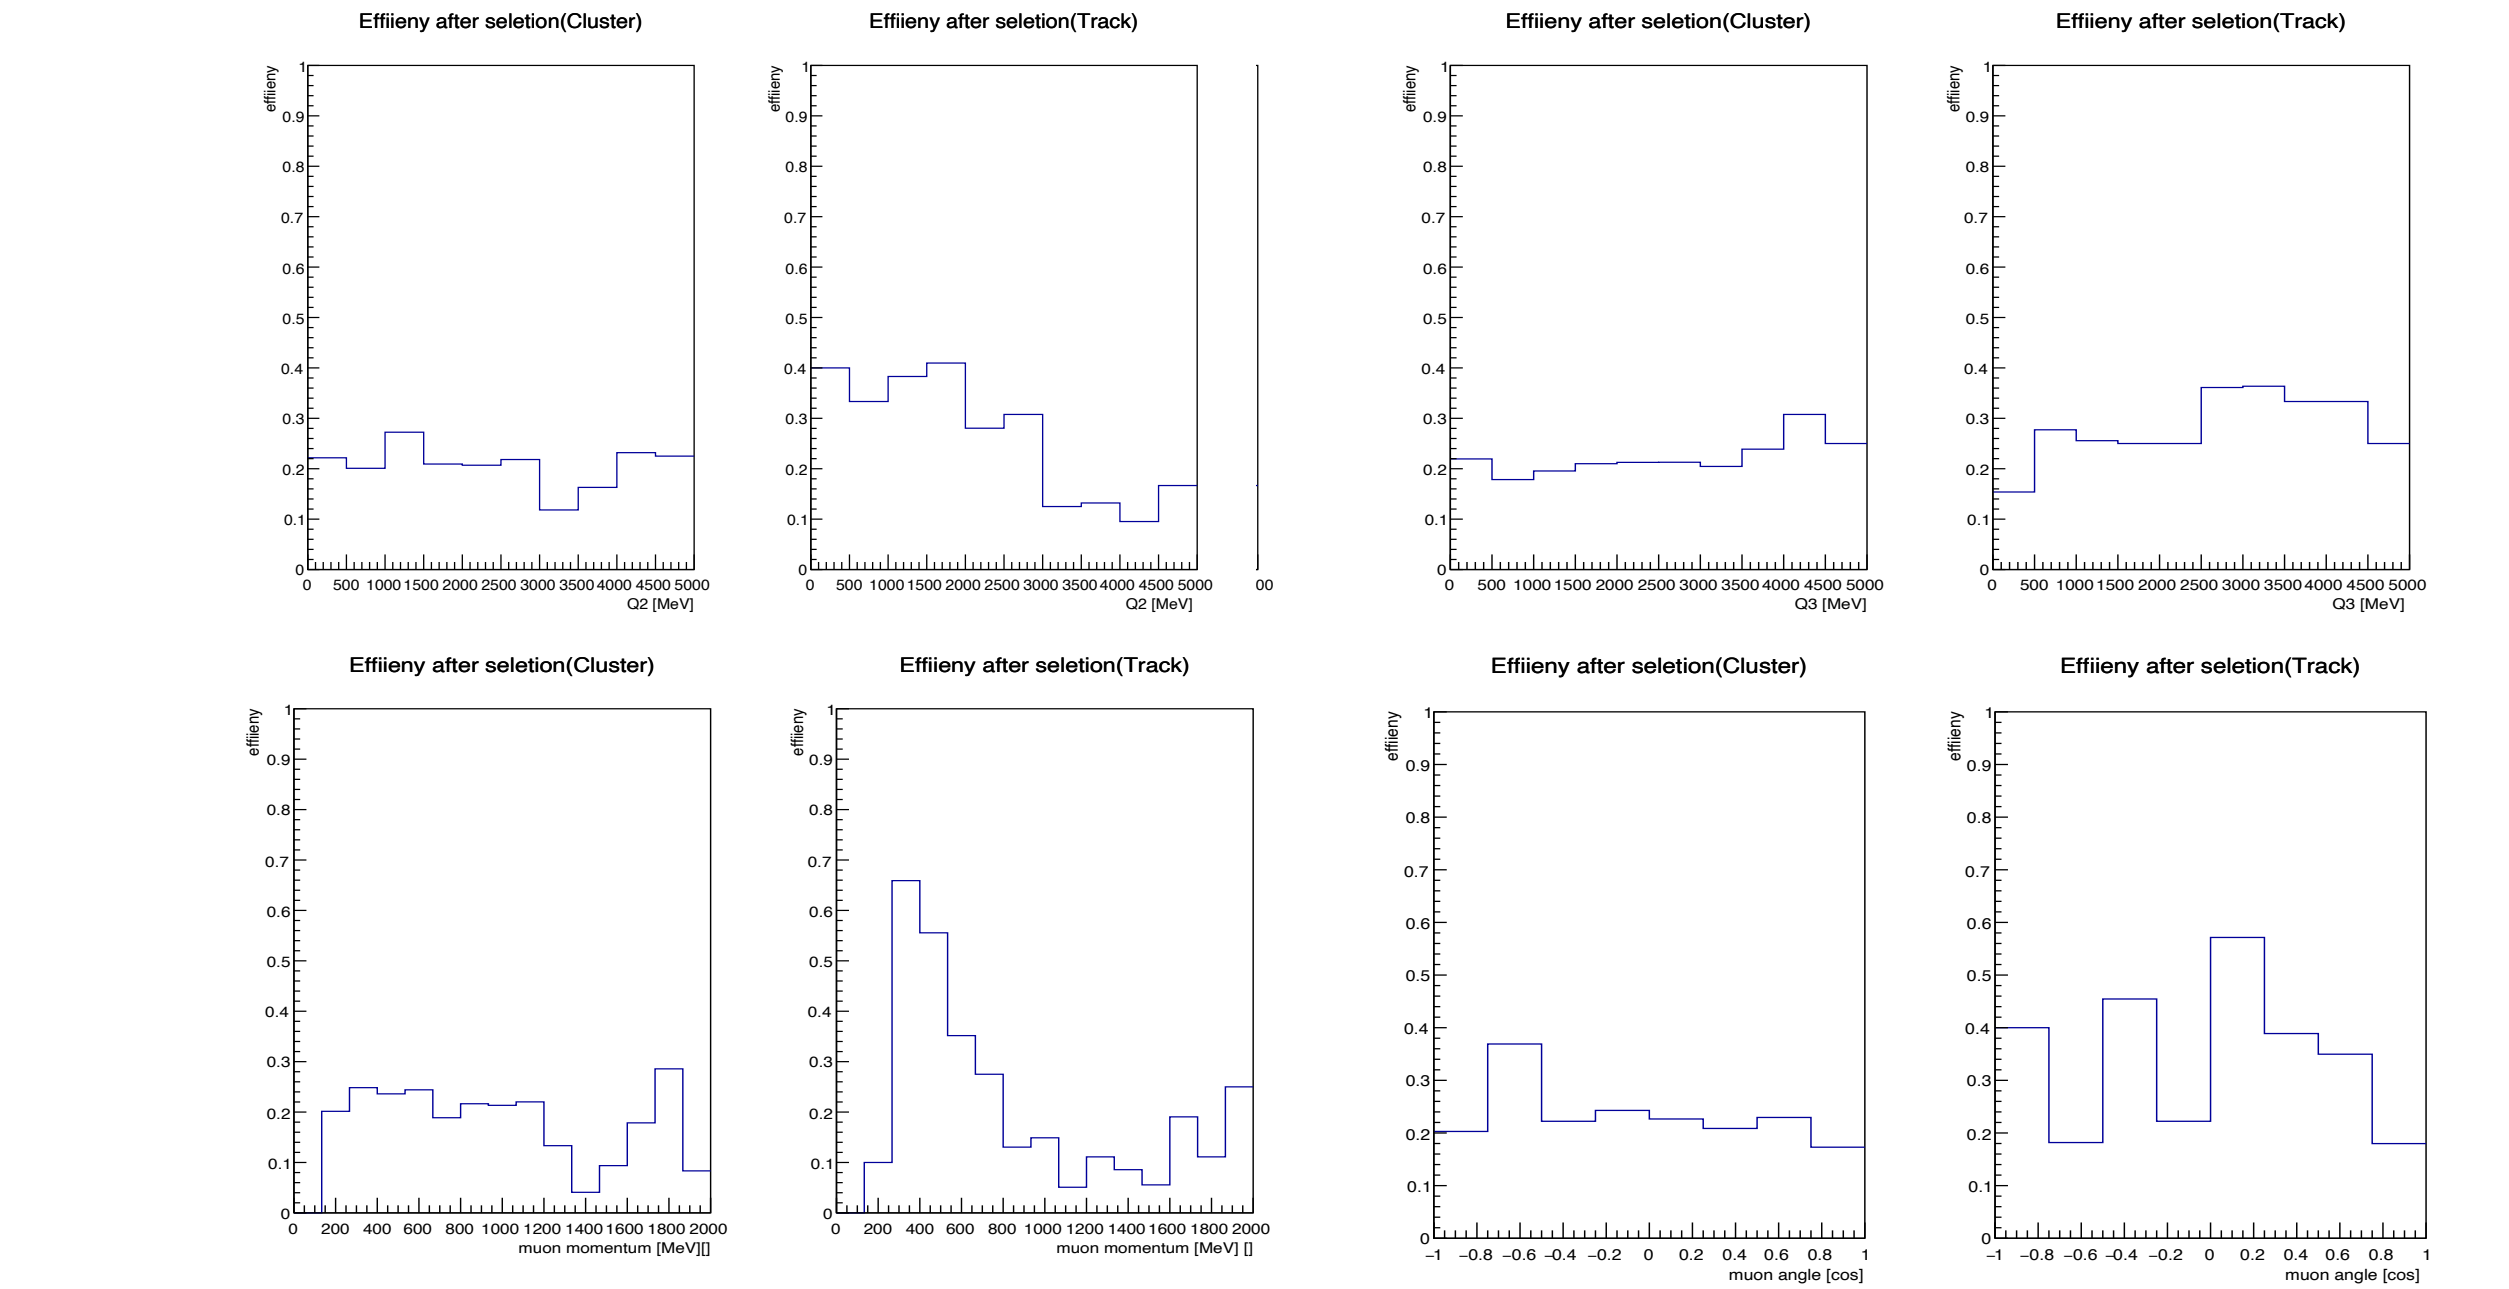 Effiieny after seletion(Cluster)
effiieny
1
0.9
0.8
0.7
0.6
0.5
0.4
0.3
0.2
0.1
0
0 500 1000 1500 2000 2500 3000 3500 4000 4500 5000
Q2 [MeV]
Effiieny after seletion(Track)
effiieny
1
0.9
0.8
0.7
0.6
0.5
0.4
0.3
0.2
0.1
0
0 500 1000 1500 2000 2500 3000 3500 4000 4500 5000
Q2 [MeV]
00
Effiieny after seletion(Cluster)
effiieny
1
0.9
0.8
0.7
0.6
0.5
0.4
0.3
0.2
0.1
0
0 500 1000 1500 2000 2500 3000 3500 4000 4500 5000
Q3 [MeV]
Effiieny after seletion(Track)
effiieny
1
0.9
0.8
0.7
0.6
0.5
0.4
0.3
0.2
0.1
0
0 500 1000 1500 2000 2500 3000 3500 4000 4500 5000
Q3 [MeV]
Effiieny after seletion(Cluster)
effiieny
1
0.9
0.8
0.7
0.6
0.5
0.4
0.3
0.2
0.1
0
0 200 400 600 800 1000 1200 1400 1600 1800 2000
muon momentum [MeV][]
Effiieny after seletion(Track)
effiieny
1
0.9
0.8
0.7
0.6
0.5
0.4
0.3
0.2
0.1
0
0 200 400 600 800 1000 1200 1400 1600 1800 2000
muon momentum [MeV] []
Effiieny after seletion(Cluster)
effiieny
1
0.9
0.8
0.7
0.6
0.5
0.4
0.3
0.2
0.1
0
−1 −0.8 −0.6 −0.4 −0.2 0 0.2 0.4 0.6 0.8 1
muon angle [cos]
Effiieny after seletion(Track)
effiieny
1
0.9
0.8
0.7
0.6
0.5
0.4
0.3
0.2
0.1
0
−1 −0.8 −0.6 −0.4 −0.2 0 0.2 0.4 0.6 0.8 1
muon angle [cos]